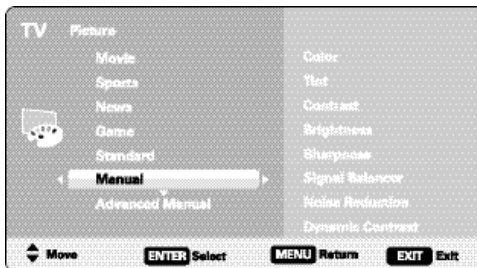 TV Picture
Movie
Sports
News
Game
Standard
Manual
Advanced Manual
Color
Tint
Contrast
Brightness
Sharpness
Signal Balancer
Noise Reduction
Dynamic Contrast
Move ENTER Select MENU Return EXIT Exit